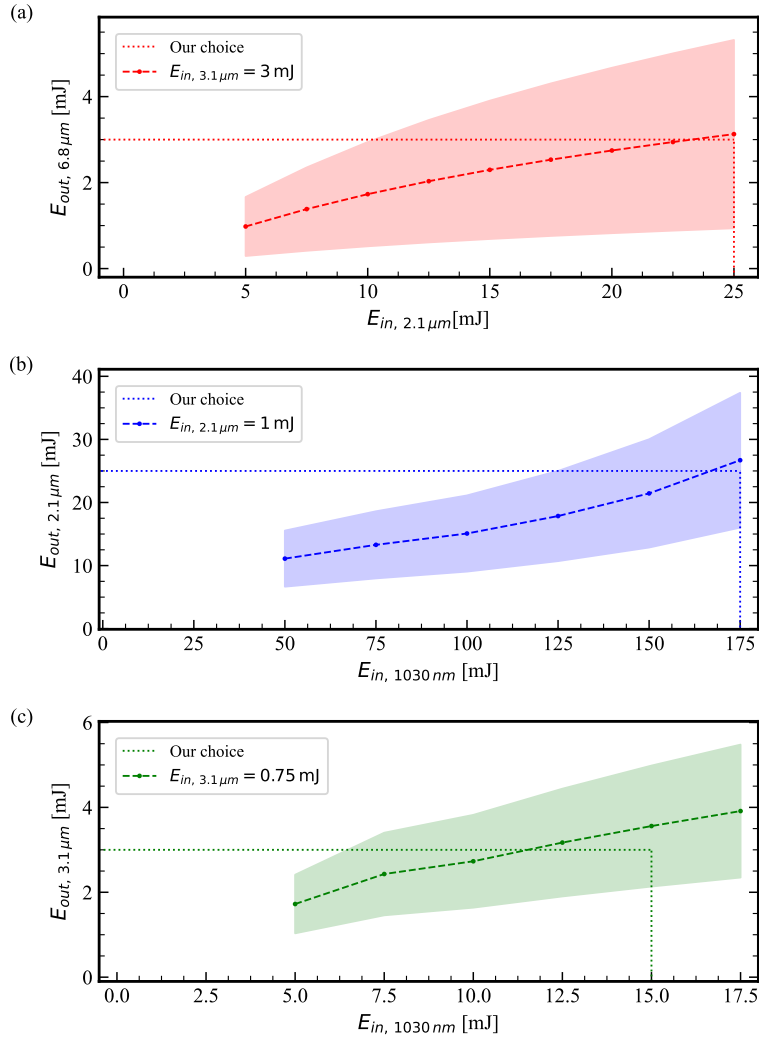 (a)
Our choice
E_in, 3.1 μm = 3 mJ
E_out, 6.8 μm [mJ]
4
2
0
0 5 10 15 20 25
E_in, 2.1 μm[mJ]
(b)
Our choice
E_in, 2.1 μm = 1 mJ
E_out, 2.1 μm [mJ]
40
30
20
10
0
0 25 50 75 100 125 150 175
E_in, 1030 nm [mJ]
(c)
Our choice
E_in, 3.1 μm = 0.75 mJ
E_out, 3.1 μm [mJ]
6
4
2
0
0.0 2.5 5.0 7.5 10.0 12.5 15.0 17.5
E_in, 1030 nm [mJ]